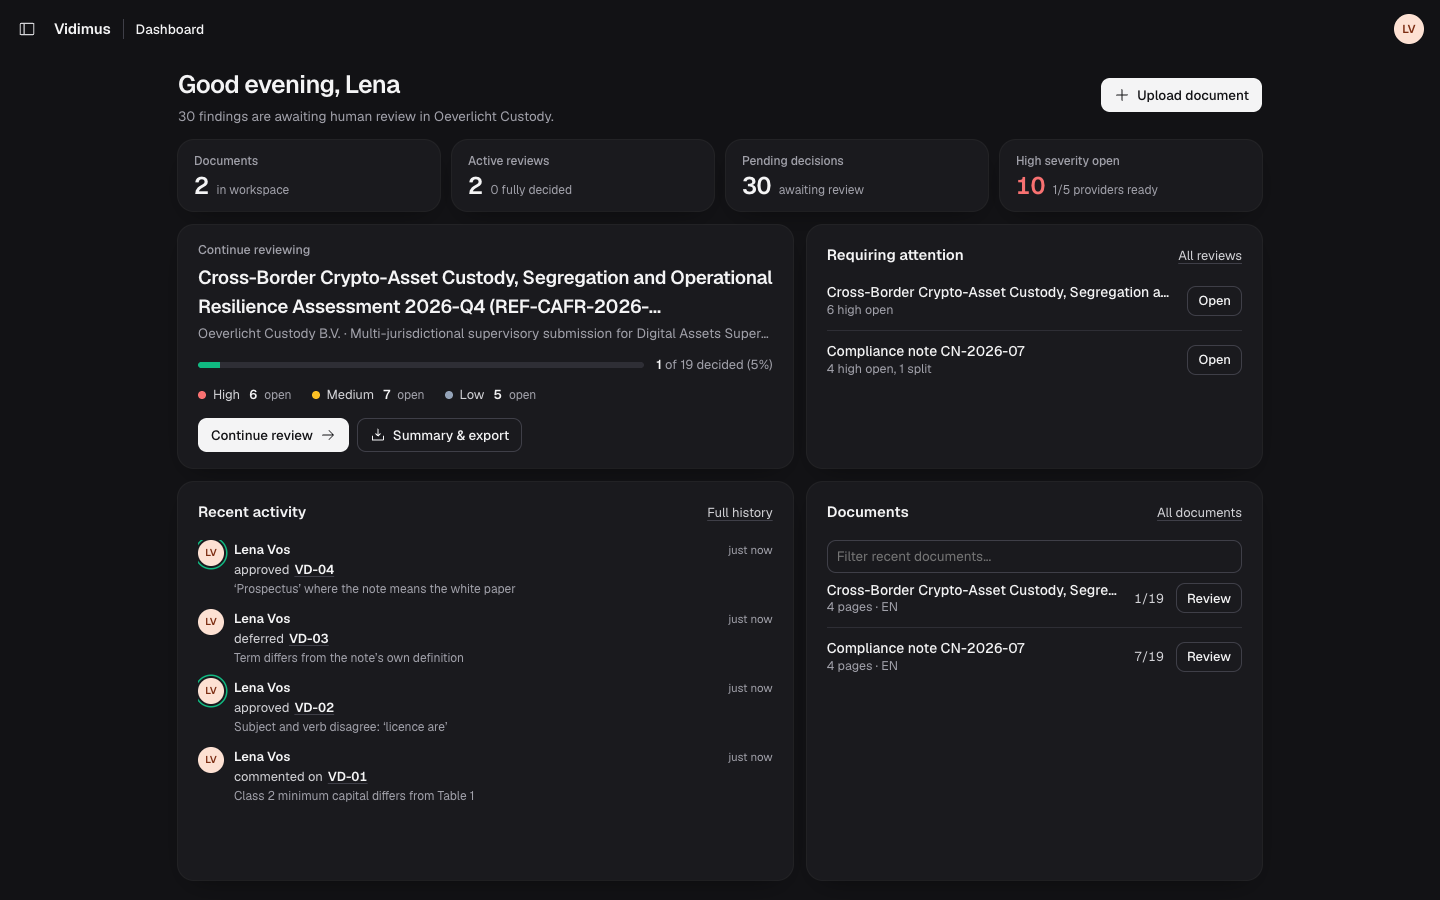 Vidimus
Dashboard
LV
Good evening, Lena
30 findings are awaiting human review in Oeverlicht Custody.
Upload document
Documents
2 in workspace
Active reviews
2 0 fully decided
Pending decisions
30 awaiting review
High severity open
10 1/5 providers ready
Continue reviewing
Cross-Border Crypto-Asset Custody, Segregation and Operational
Resilience Assessment 2026-Q4 (REF-CAFR-2026-...
Oeverlicht Custody B.V. · Multi-jurisdictional supervisory submission for Digital Assets Super...
1 of 19 decided (5%)
High 6 open Medium 7 open Low 5 open
Continue review
Summary & export
Requiring attention
All reviews
Cross-Border Crypto-Asset Custody, Segregation a...
6 high open
Open
Compliance note CN-2026-07
4 high open, 1 split
Open
Recent activity
Full history
LV
Lena Vos
just now
approved VD-04
‘Prospectus’ where the note means the white paper
LV
Lena Vos
just now
deferred VD-03
Term differs from the note’s own definition
LV
Lena Vos
just now
approved VD-02
Subject and verb disagree: ‘licence are’
LV
Lena Vos
just now
commented on VD-01
Class 2 minimum capital differs from Table 1
Documents
All documents
Filter recent documents...
Cross-Border Crypto-Asset Custody, Segre...
4 pages · EN
1/19
Review
Compliance note CN-2026-07
4 pages · EN
7/19
Review